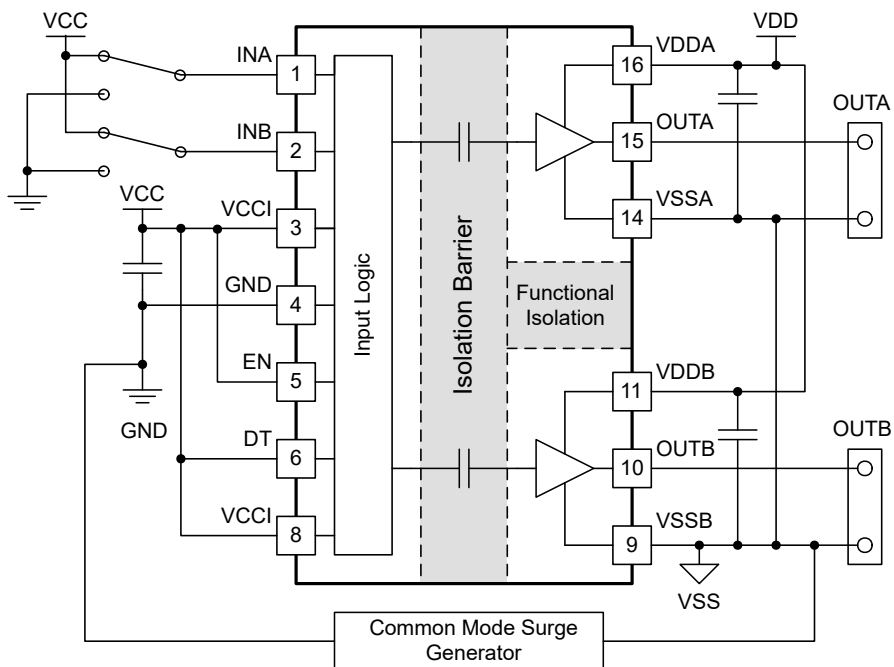 VCC
VDD
INA
1
16
VDDA
OUTA
INB
2
15
OUTA
VCC
VCCI
3
14
VSSA
Input Logic
Isolation Barrier
Functional
Isolation
GND
4
EN
5
11
VDDB
GND
OUTB
DT
6
10
OUTB
VCCI
8
9
VSSB
VSS
Common Mode Surge
Generator